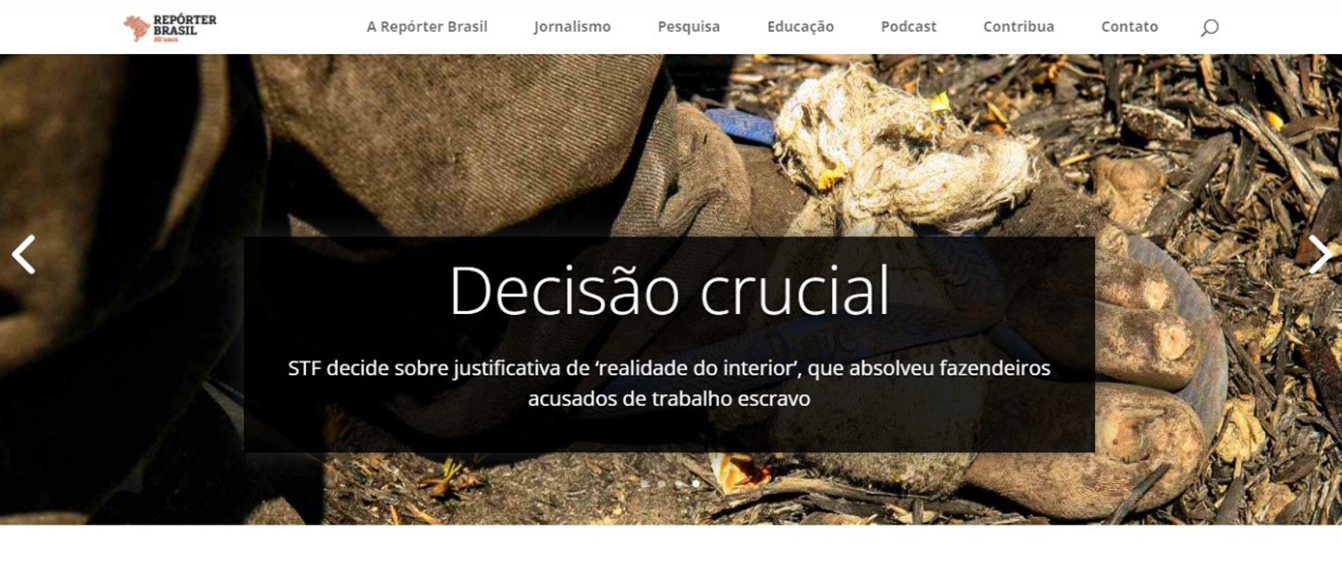 REPÓRTER
BRASIL
20 anos
A Repórter Brasil
Jornalismo
Pesquisa
Educação
Podcast
Contribua
Contato
Decisão crucial
STF decide sobre justificativa de ‘realidade do interior’, que absolveu fazendeiros
acusados de trabalho escravo